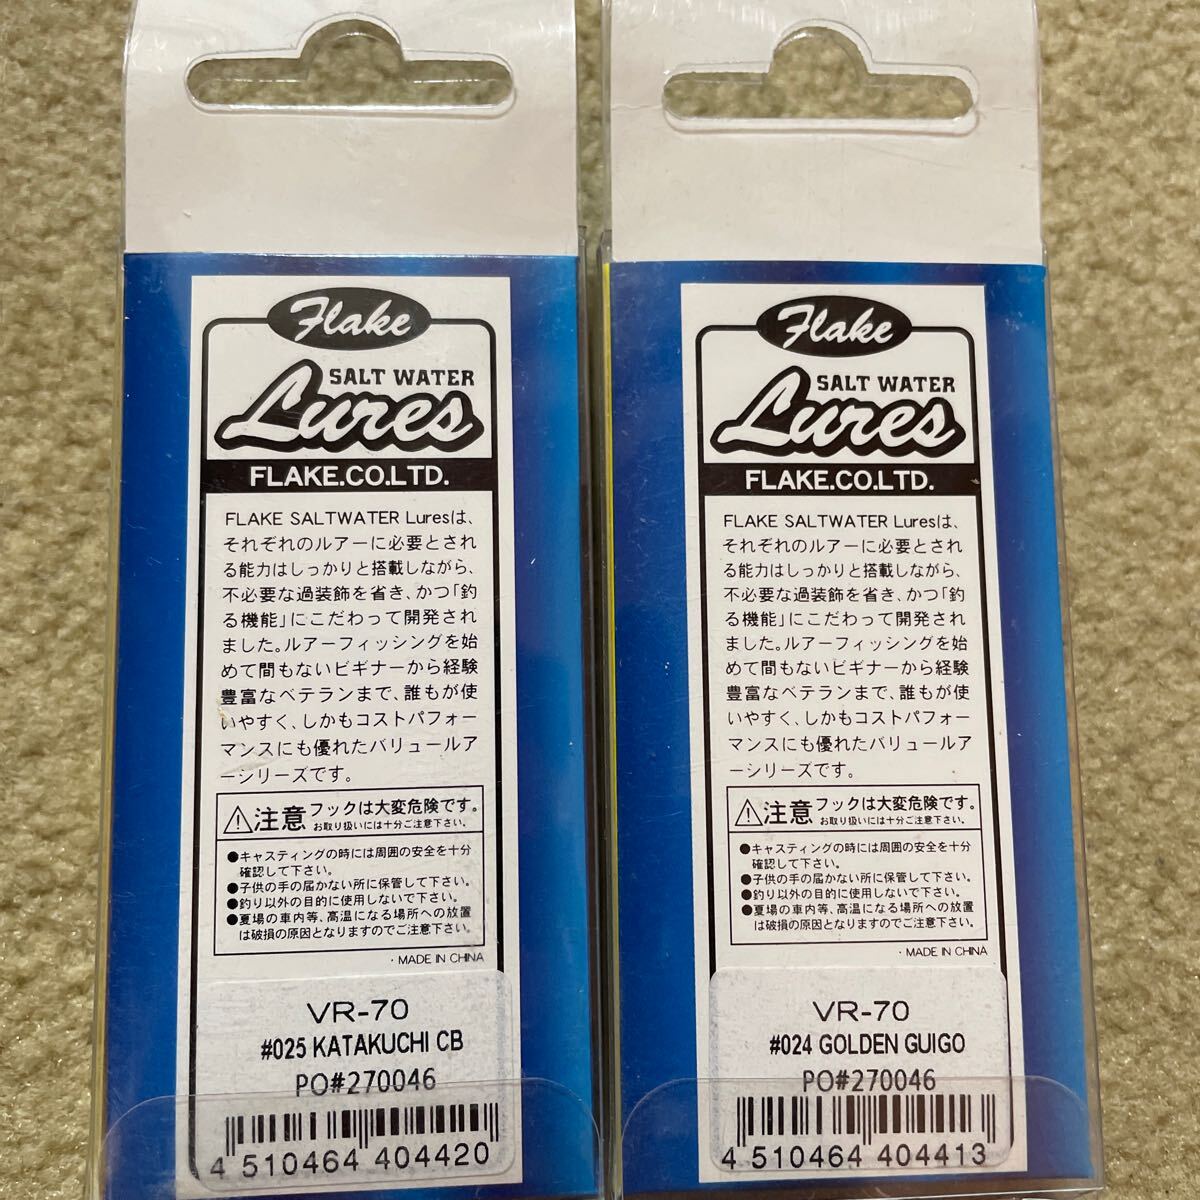 Flake
SALT WATER
Lures
FLAKE.CO.LTD.
FLAKE SALTWATER Luresは、
それぞれのルアーに必要とされ
る能力はしっかりと搭載しながら、
不必要な過装飾を省き、かつ「釣
る機能」にこだわって開発され
ました。ルアーフィッシングを始
めて間もないビギナーから経験
豊富なベテランまで、誰もが使
いやすく、しかもコストパフォー
マンスにも優れたバリュールア
ーシリーズです。
注意 フックは大変危険です。
お取り扱いには十分ご注意下さい。
●キャスティングの時には周囲の安全を十分
確認して下さい。
●子供の手の届かない所に保管して下さい。
●釣り以外の目的に使用しないで下さい。
●夏場の車内等、高温になる場所への放置
は破損の原因となりますのでご注意下さい。
・MADE IN CHINA
VR-70
#025 KATAKUCHI CB
PO#270046
4 510464 404420
Flake
SALT WATER
Lures
FLAKE.CO.LTD.
FLAKE SALTWATER Luresは、
それぞれのルアーに必要とされ
る能力はしっかりと搭載しながら、
不必要な過装飾を省き、かつ「釣
る機能」にこだわって開発され
ました。ルアーフィッシングを始
めて間もないビギナーから経験
豊富なベテランまで、誰もが使
いやすく、しかもコストパフォー
マンスにも優れたバリュールア
ーシリーズです。
注意 フックは大変危険です。
お取り扱いには十分ご注意下さい。
●キャスティングの時には周囲の安全を十分
確認して下さい。
●子供の手の届かない所に保管して下さい。
●釣り以外の目的に使用しないで下さい。
●夏場の車内等、高温になる場所への放置
は破損の原因となりますのでご注意下さい。
・MADE IN CHINA
VR-70
#024 GOLDEN GUIGO
PO#270046
4 510464 404413